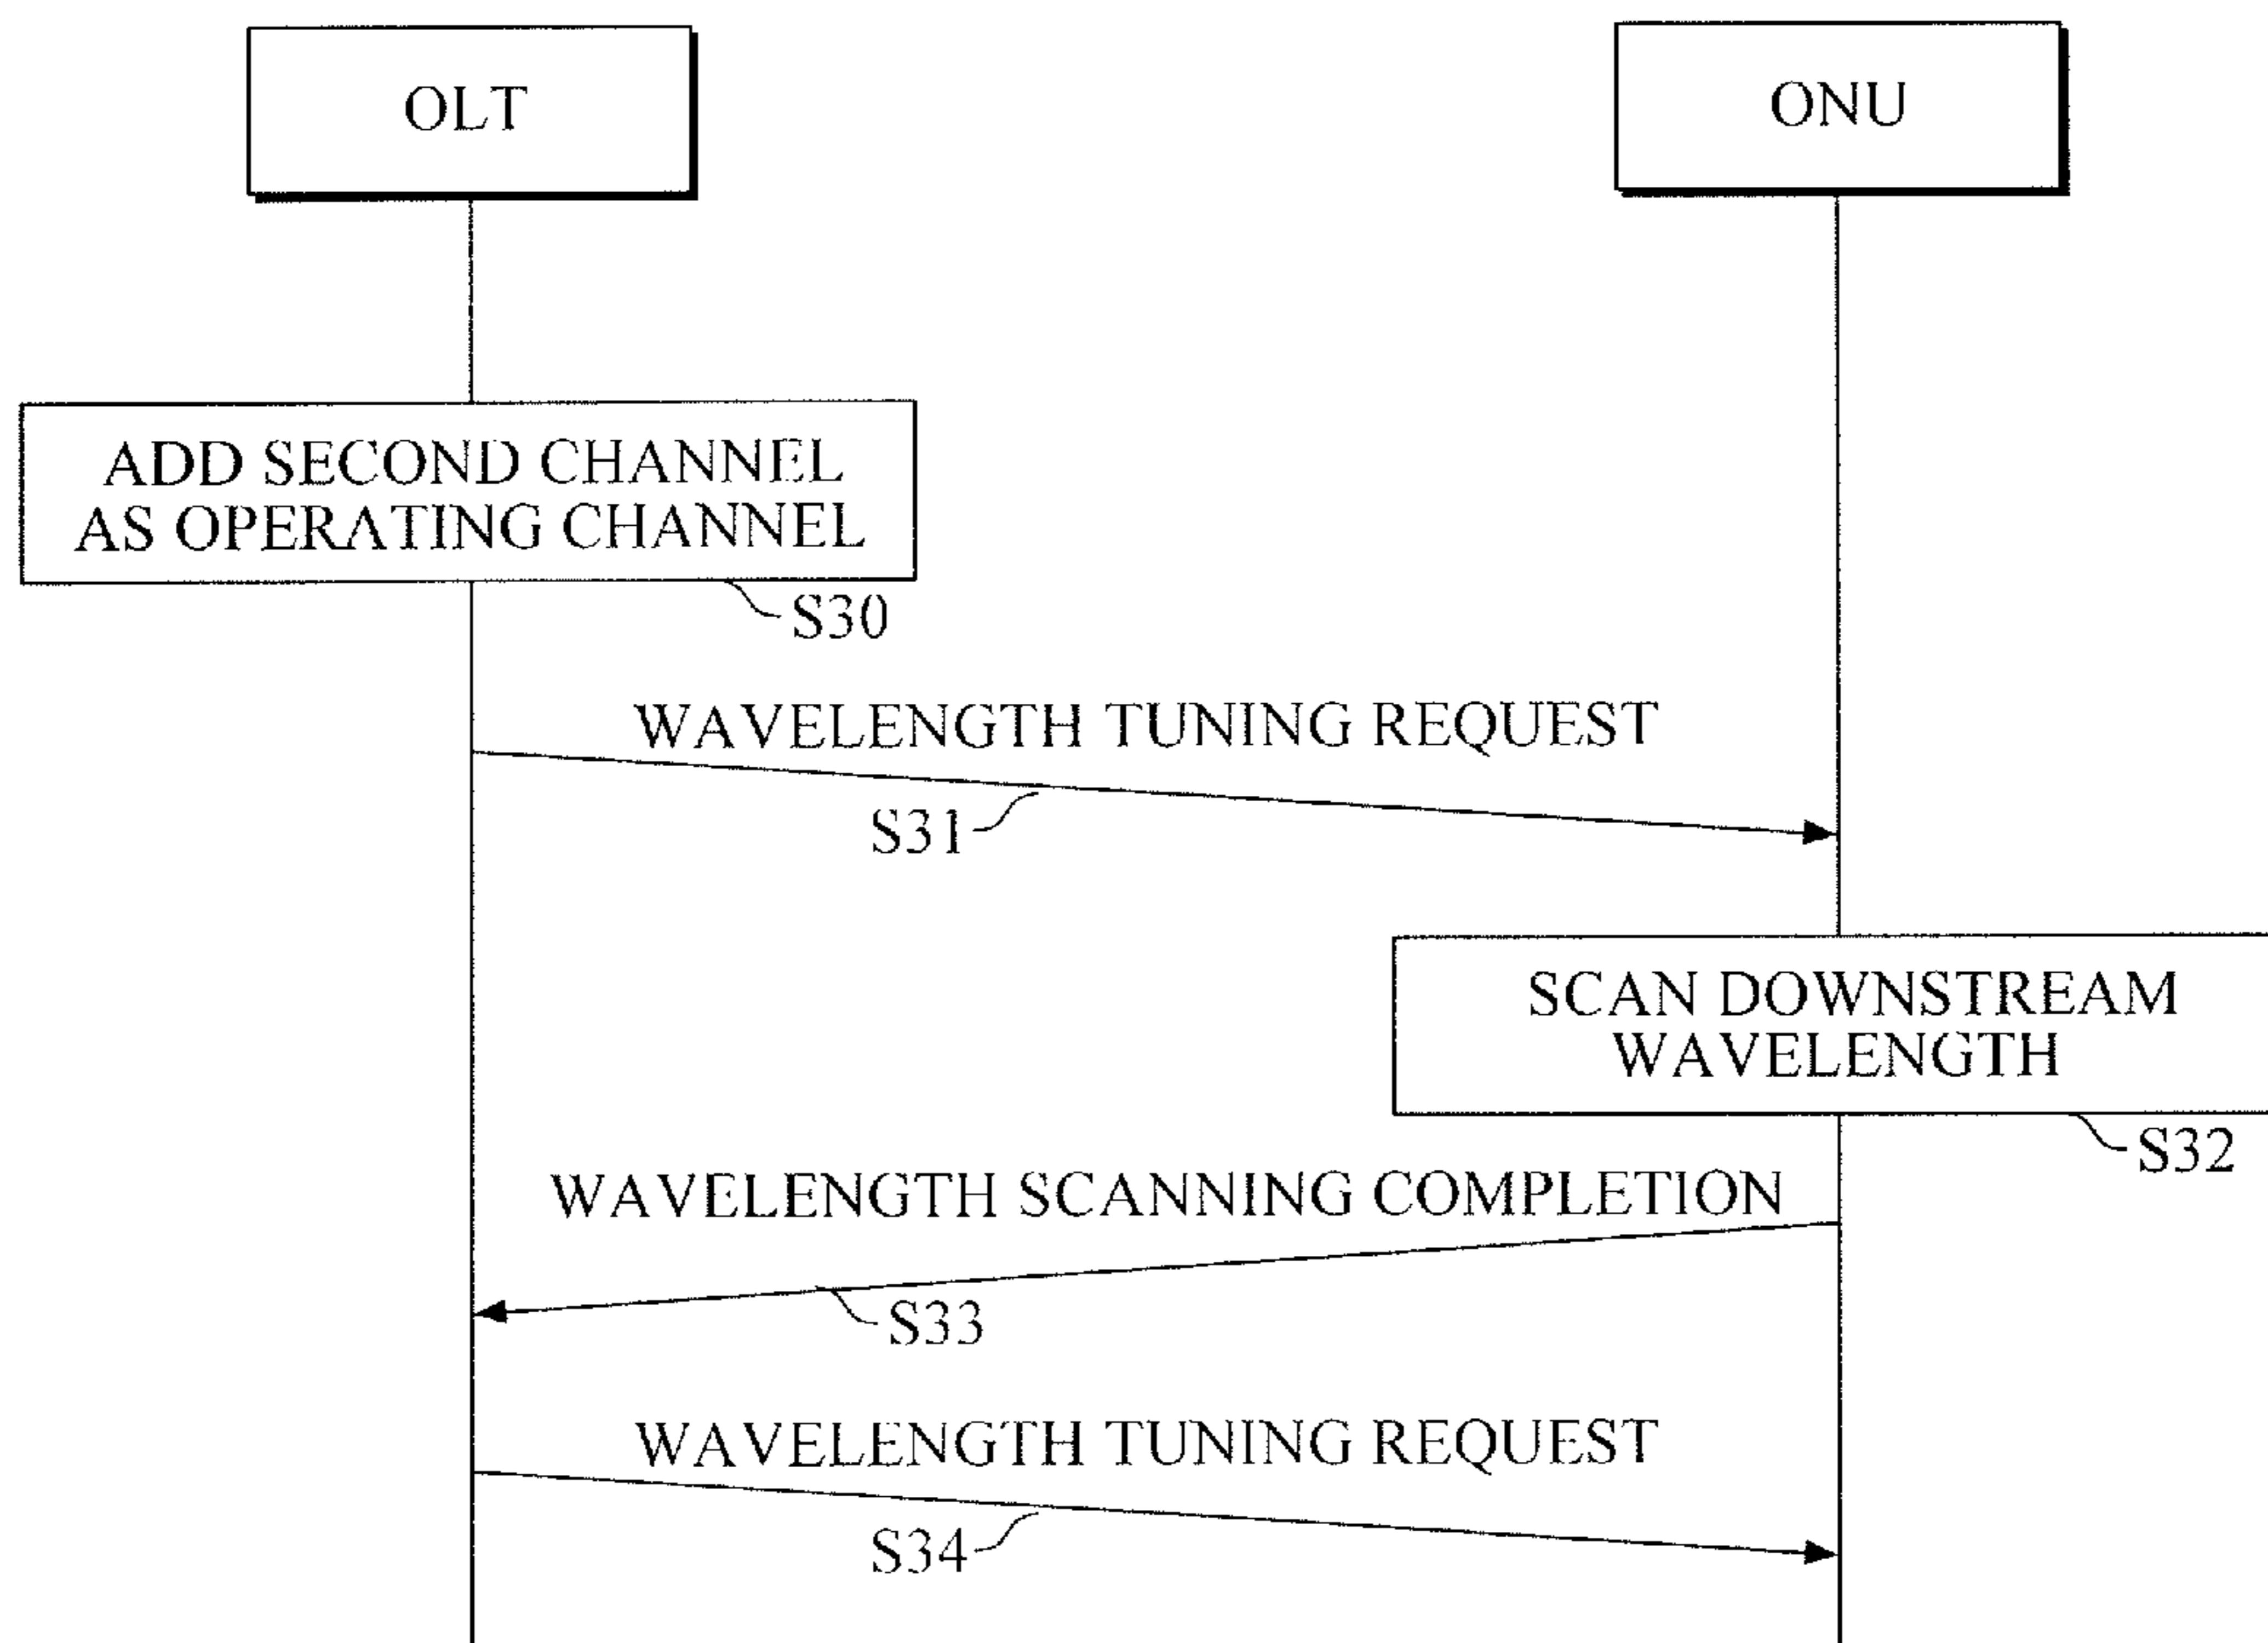 OLT
ONU
ADD SECOND CHANNEL
AS OPERATING CHANNEL
S30
WAVELENGTH TUNING REQUEST
S31
SCAN DOWNSTREAM
WAVELENGTH
S32
WAVELENGTH SCANNING COMPLETION
S33
WAVELENGTH TUNING REQUEST
S34